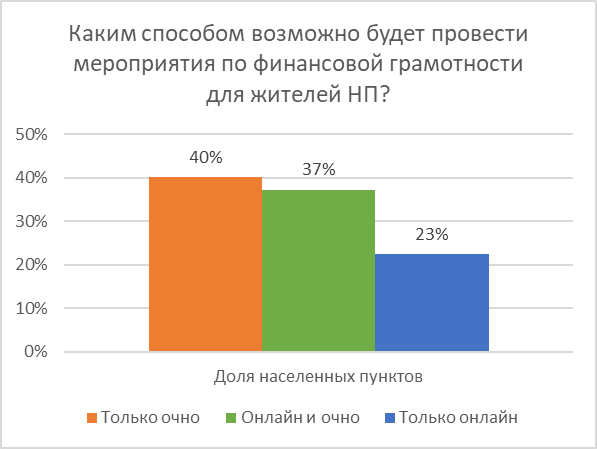 Каким способом возможно будет провести
мероприятия по финансовой грамотности
для жителей НП?
50%
40%
30%
20%
10%
0%
40%
37%
23%
Доля населенных пунктов
Только очно
Онлайн и очно
Только онлайн